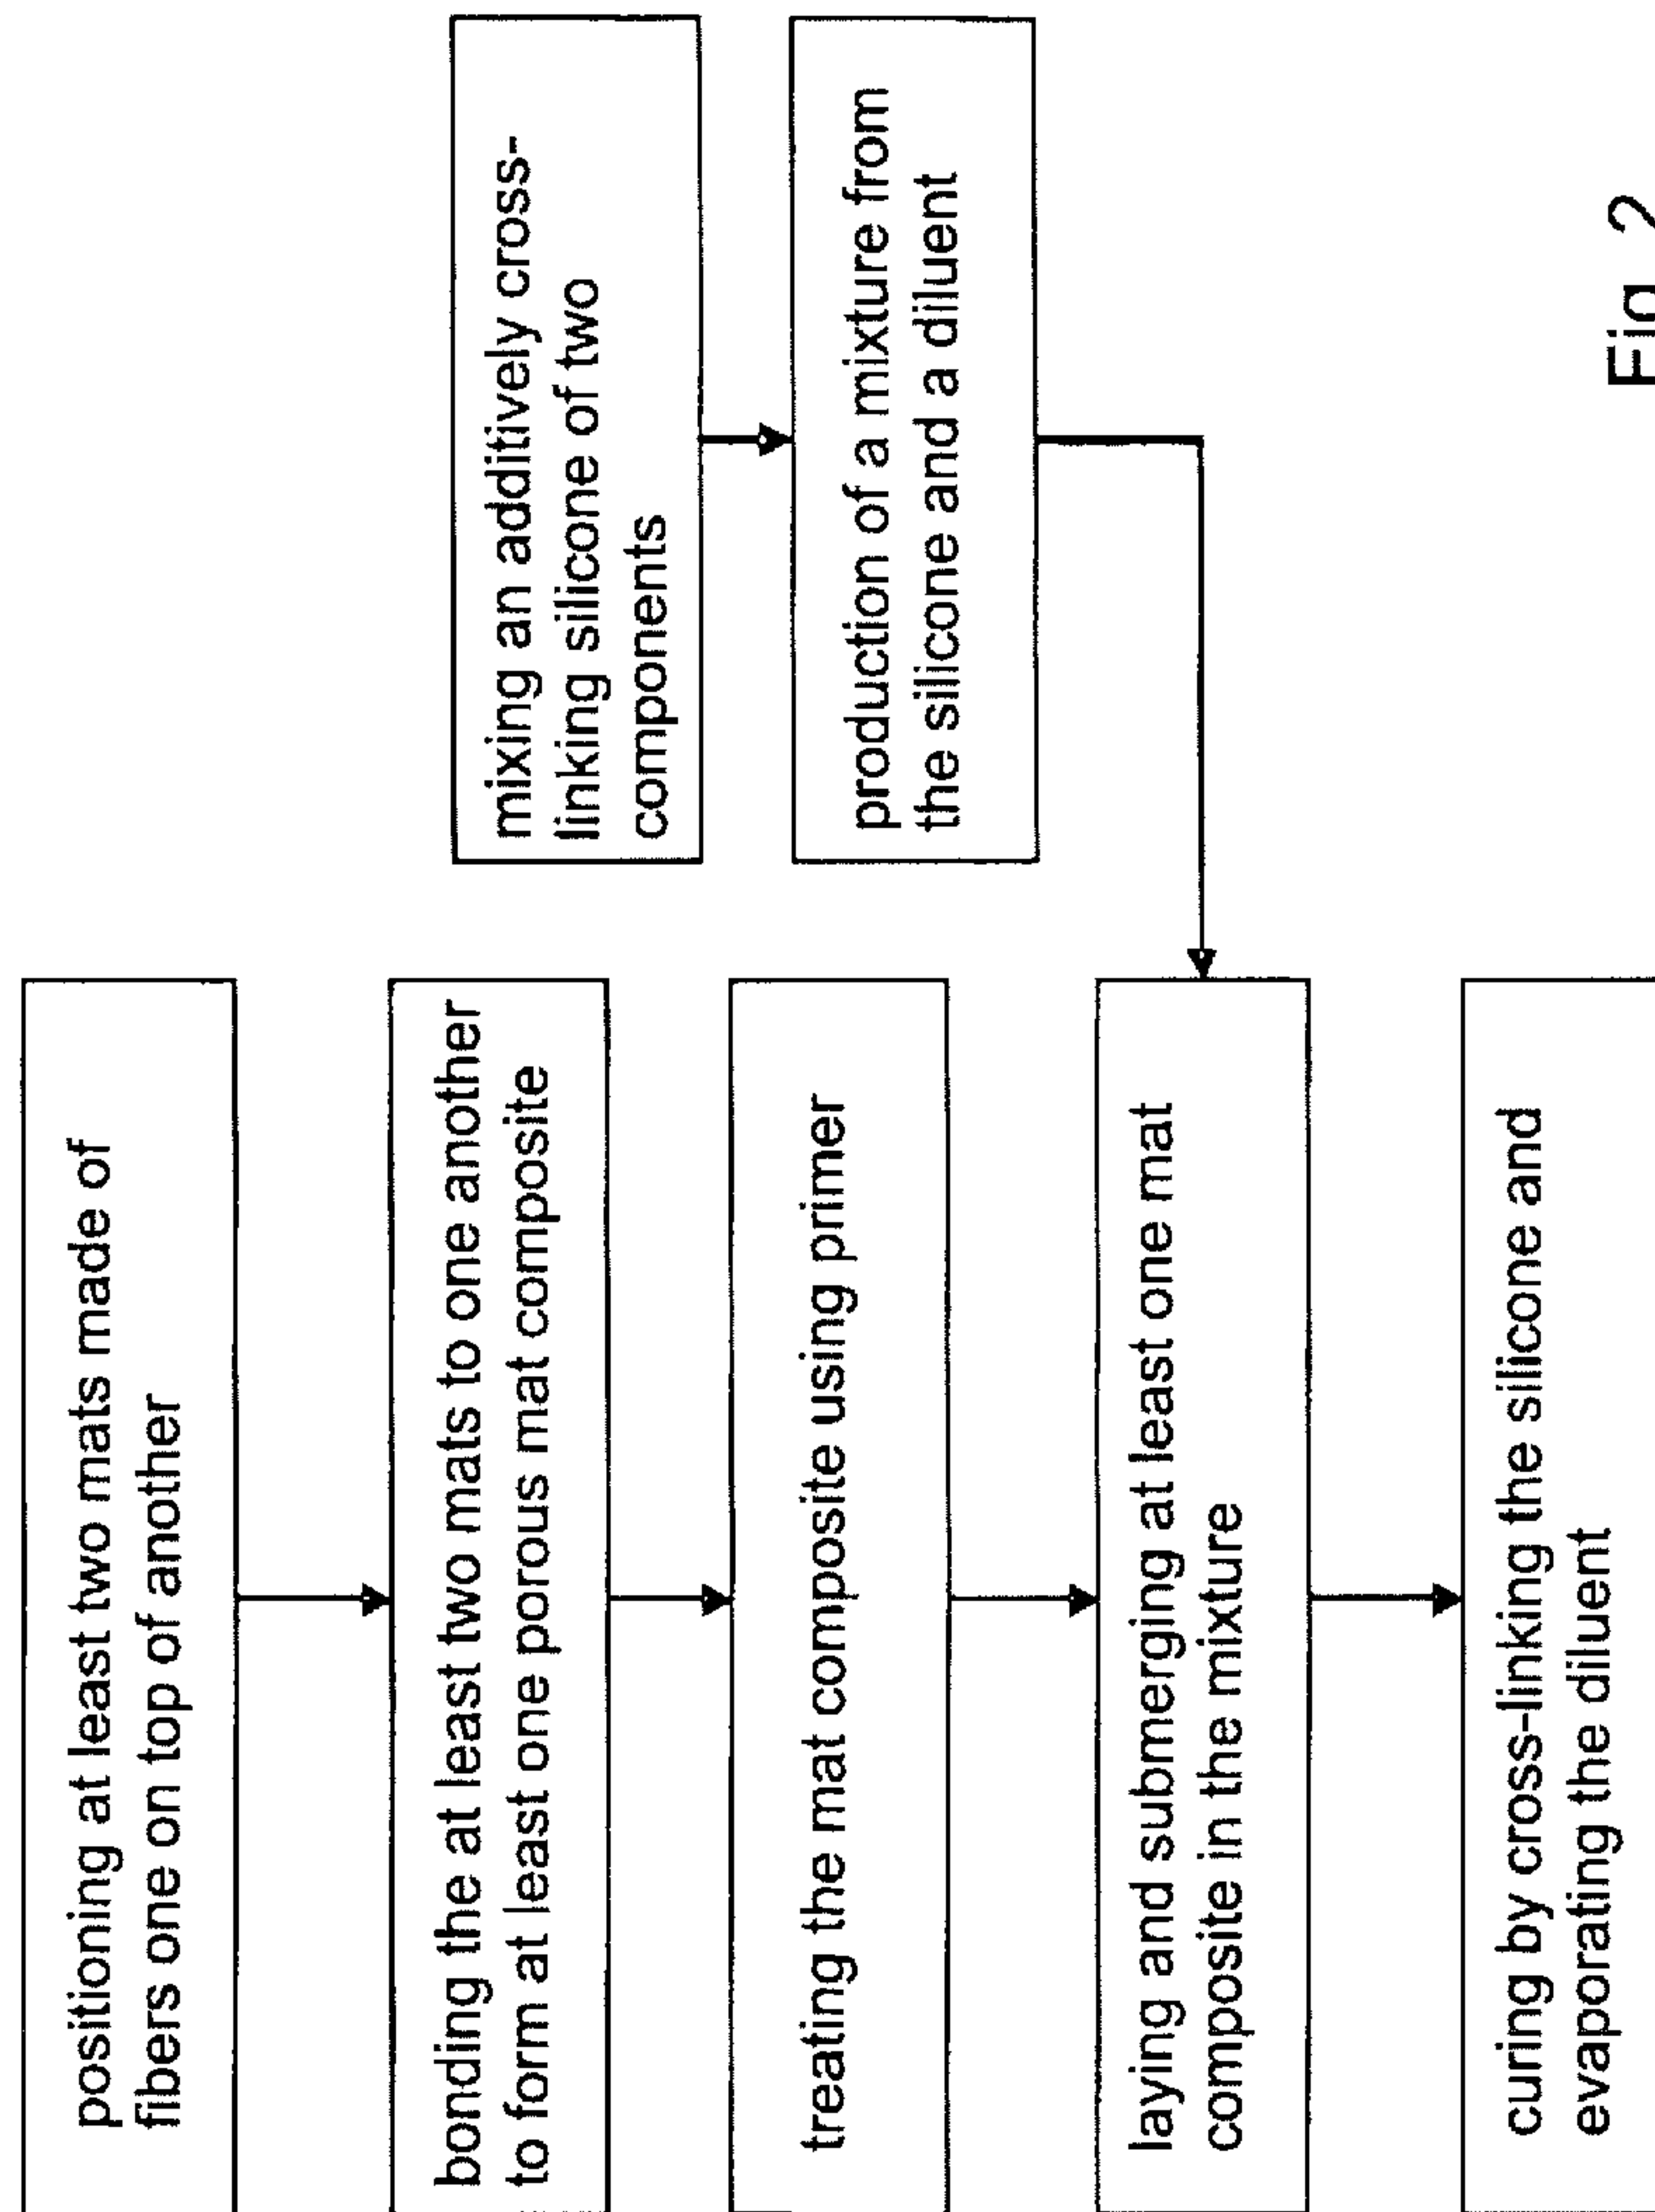 positioning at least two mats made of
fibers one on top of another
bonding the at least two mats to one another
to form at least one porous mat composite
treating the mat composite using primer
mixing an additively cross-
linking silicone of two
components
production of a mixture from
the silicone and a diluent
laying and submerging at least one mat
composite in the mixture
curing by cross-linking the silicone and
evaporating the diluent
Fig. 2